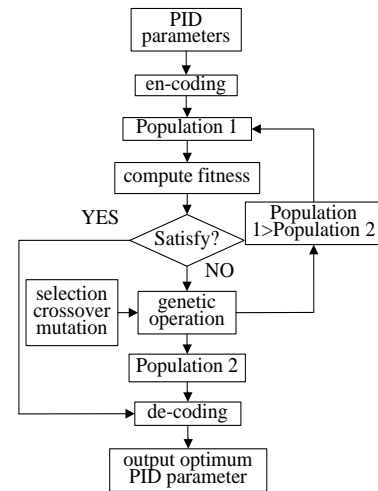 PID
parameters
en-coding
Population 1
compute fitness
YES
Satisfy?
Population
1>Population 2
NO
selection
crossover
mutation
genetic
operation
Population 2
de-coding
output optimum
PID parameter